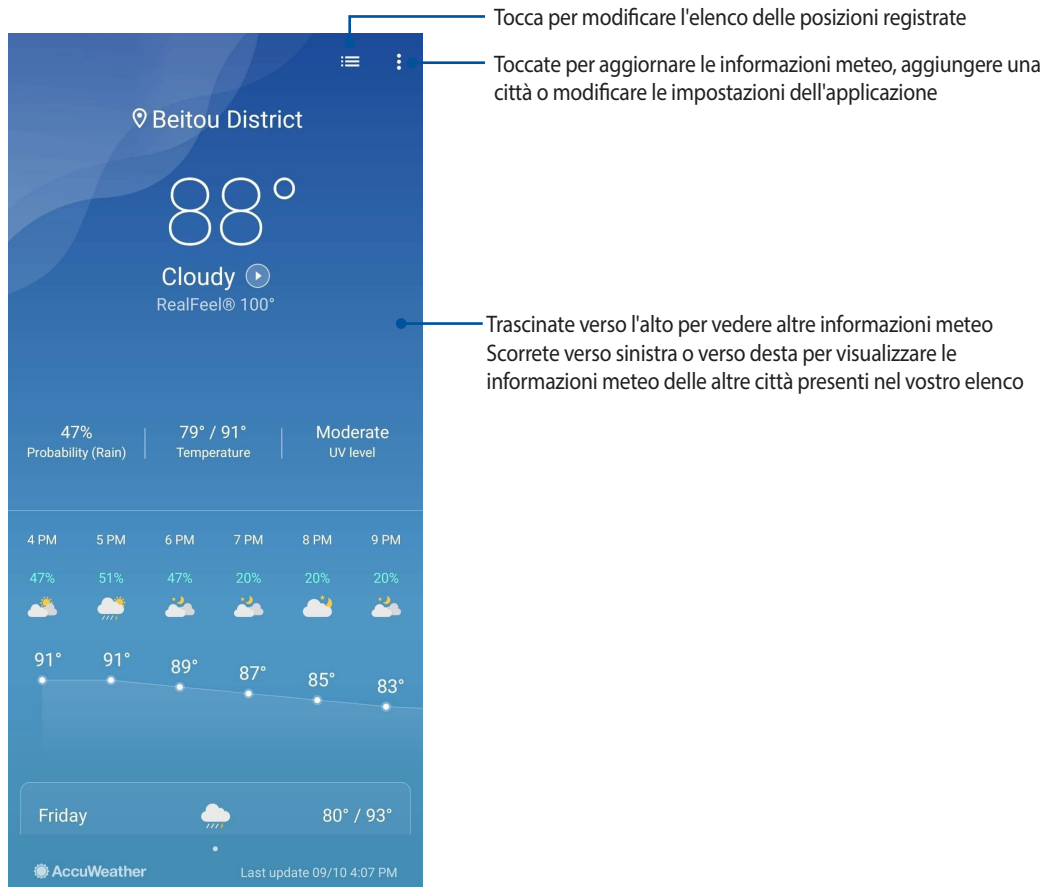 Tocca per modificare l'elenco delle posizioni registrate
Toccate per aggiornare le informazioni meteo, aggiungere una
città o modificare le impostazioni dell'applicazione
Beitou District
88°
Cloudy
RealFeel® 100°
Trascinate verso l'alto per vedere altre informazioni meteo
Scorrete verso sinistra o verso desta per visualizzare le
informazioni meteo delle altre città presenti nel vostro elenco
47% 79° / 91° Moderate
Probability (Rain) Temperature UV level
4 PM 5 PM 6 PM 7 PM 8 PM 9 PM
47% 51% 47% 20% 20% 20%
91° 91° 89° 87° 85° 83°
Friday 80° / 93°
AccuWeather Last update 09/10 4:07 PM